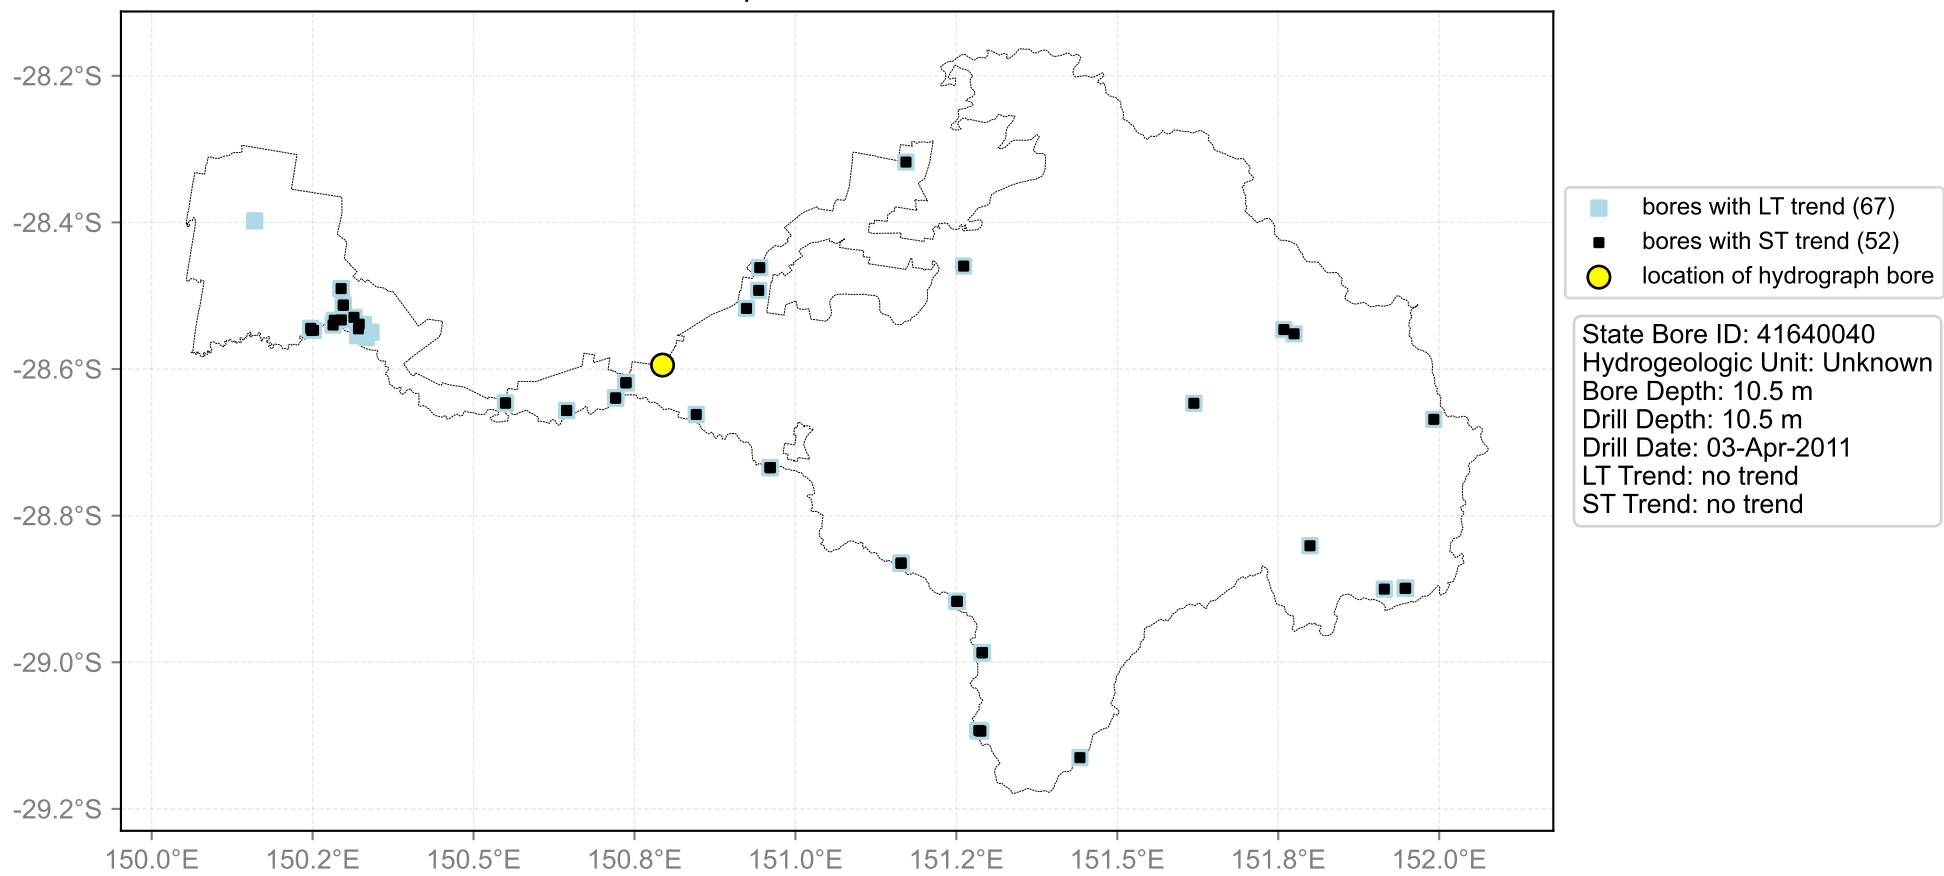 -28.2°S
-28.4°S
-28.6°S
-28.8°S
-29.0°S
-29.2°S
150.0°E
150.2°E
150.5°E
150.8°E
151.0°E
151.2°E
151.5°E
151.8°E
152.0°E
bores with LT trend (67)
bores with ST trend (52)
location of hydrograph bore
State Bore ID: 41640040
Hydrogeologic Unit: Unknown
Bore Depth: 10.5 m
Drill Depth: 10.5 m
Drill Date: 03-Apr-2011
LT Trend: no trend
ST Trend: no trend